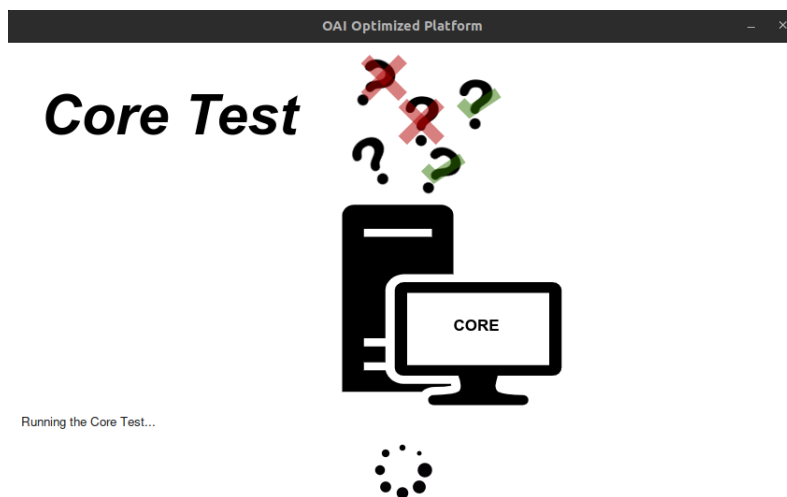 OAI Optimized Platform
Core Test
CORE
Running the Core Test...